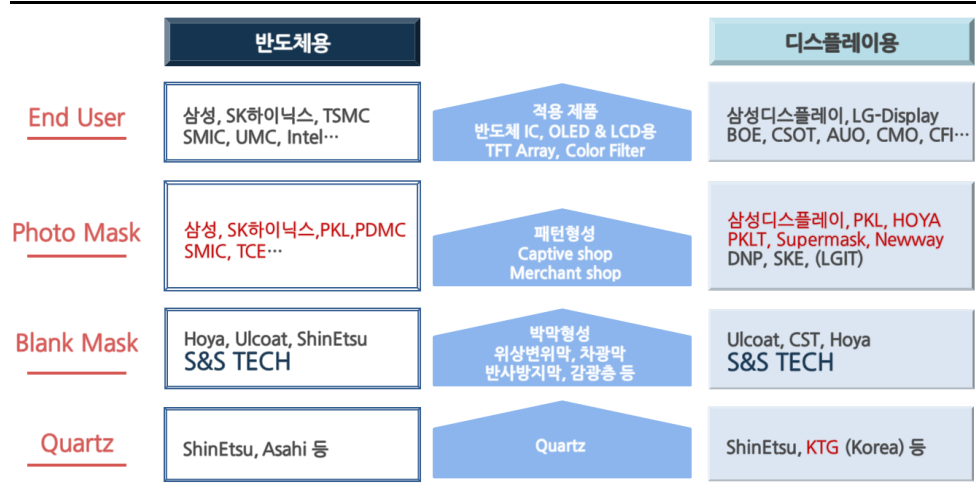 반도체용
디스플레이용
End User
삼성, SK하이닉스, TSMC
SMIC, UMC, Intel…
적용 제품
반도체 IC, OLED & LCD용
TFT Array, Color Filter
삼성디스플레이, LG-Display
BOE, CSOT, AUO, CMO, CFI…
Photo Mask
삼성, SK하이닉스,PKL,PDMC
SMIC, TCE…
패턴형성
Captive shop
Merchant shop
삼성디스플레이, PKL, HOYA
PKLT, Supermask, Newway
DNP, SKE, (LGIT)
Blank Mask
Hoya, Ulcoat, ShinEtsu
S&S TECH
박막형성
위상변위막, 차광막
반사방지막, 감광층 등
Ulcoat, CST, Hoya
S&S TECH
Quartz
ShinEtsu, Asahi 등
Quartz
ShinEtsu, KTG (Korea) 등